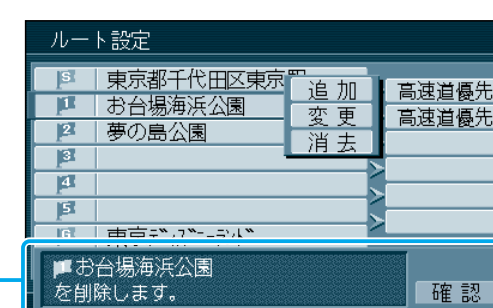 ルート設定
S 東京都千代田区東京
追加
高速道優先
1 お台場海浜公園
変更
高速道優先
2 夢の島公園
消去
3
4
5
お台場海浜公園
を削除します。
確認